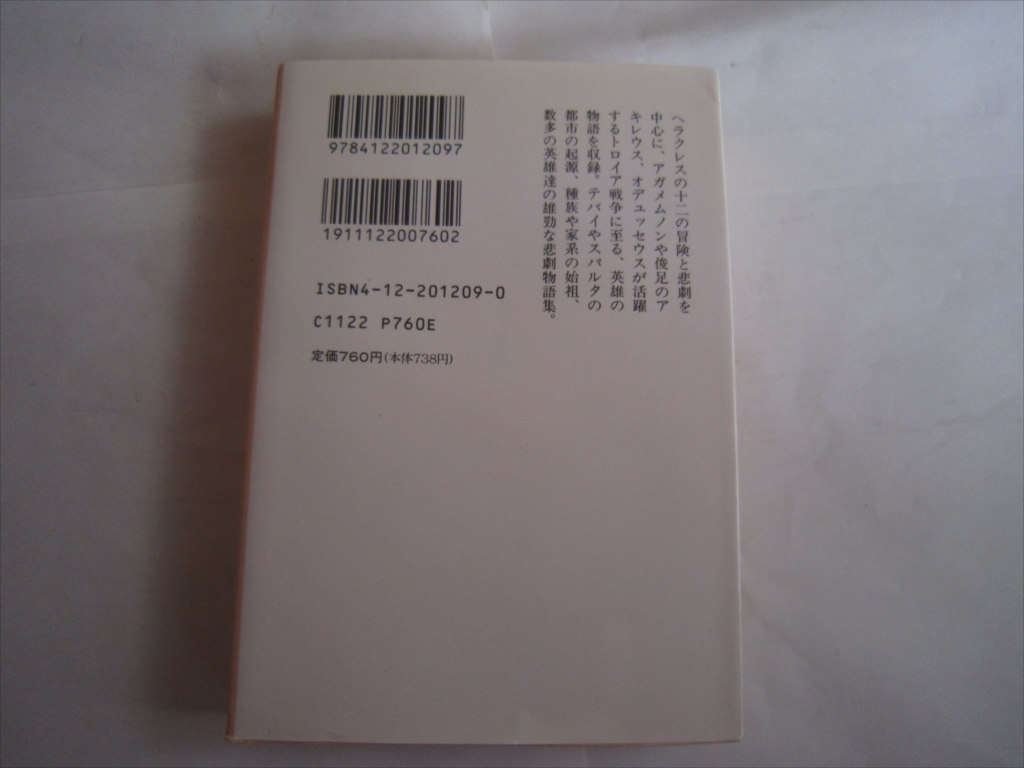 ヘラクレスの十二の冒険と悲劇を
中心に、アガメムノンや俊足のア
キレウス、オデュッセウスが活躍
するトロイア戦争に至る、英雄の
物語を収録。テバイやスパルタの
都市の起源、種族や家系の始祖、
数多の英雄達の雄勁な悲劇物語集。
9784122012097
1911122007602
ISBN4-12-201209-0
C1122 P760E
定価760円(本体738円)